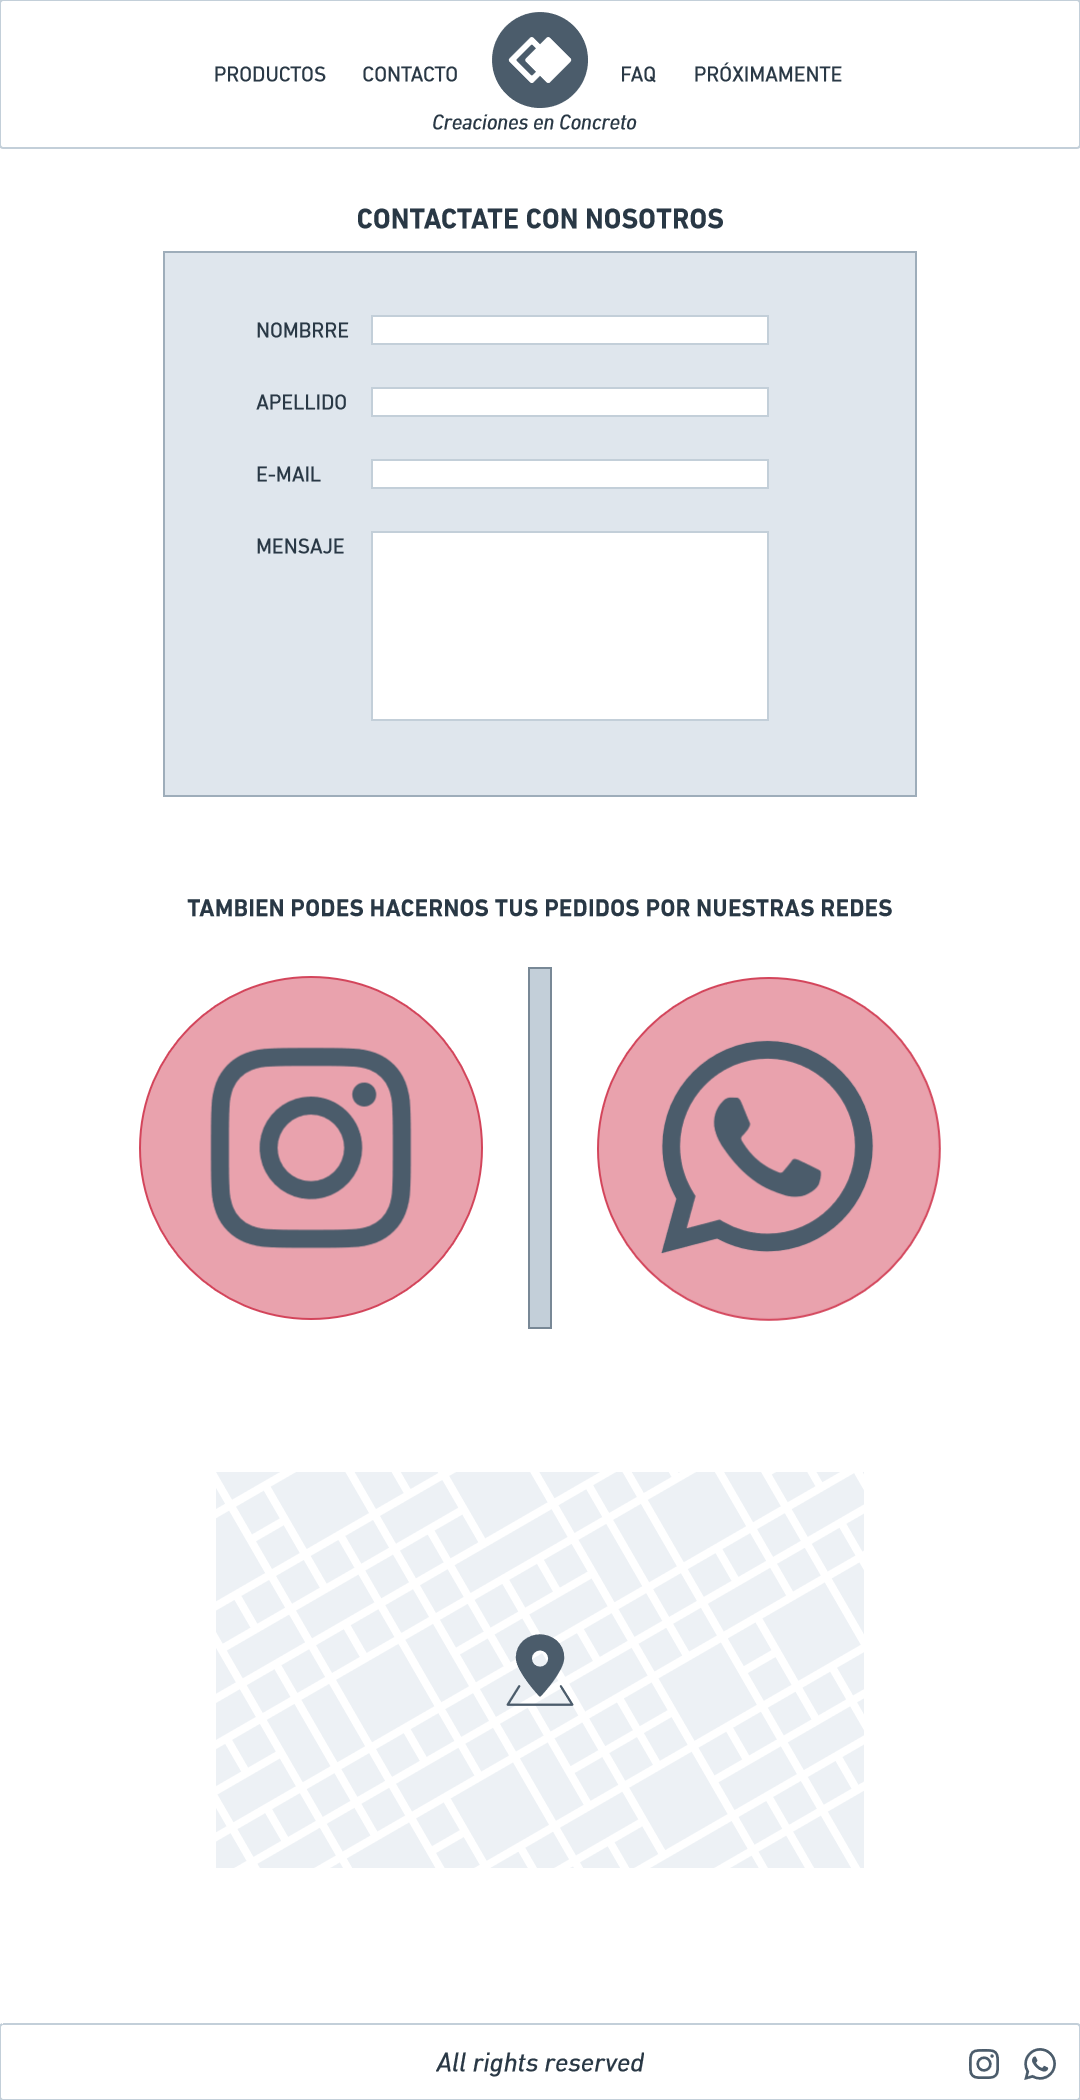 PRODUCTOS CONTACTO FAQ PRÓXIMAMENTE
Creaciones en Concreto
CONTACTATE CON NOSOTROS
NOMBRRE
APELLIDO
E-MAIL
MENSAJE
TAMBIEN PODES HACERNOS TUS PEDIDOS POR NUESTRAS REDES
All rights reserved